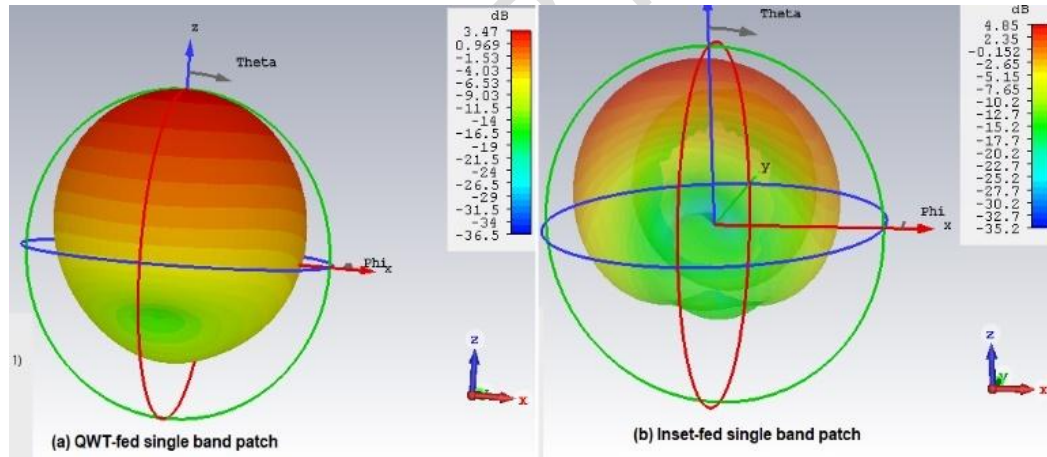 dB
3.47
0.969
-1.53
-4.03
-6.53
-9.03
-11.5
-14
-16.5
-19
-21.5
-24
-26.5
-29
-31.5
-34
-36.5
z
Theta
Phi
x
1)
z
x
(a) QWT-fed single band patch
dB
4.85
2.35
-0.152
-2.65
-5.15
-7.65
-10.2
-12.7
-15.2
-17.7
-20.2
-22.7
-25.2
-27.7
-30.2
-32.7
-35.2
Theta
y
Phi
x
z
y
x
(b) Inset-fed single band patch